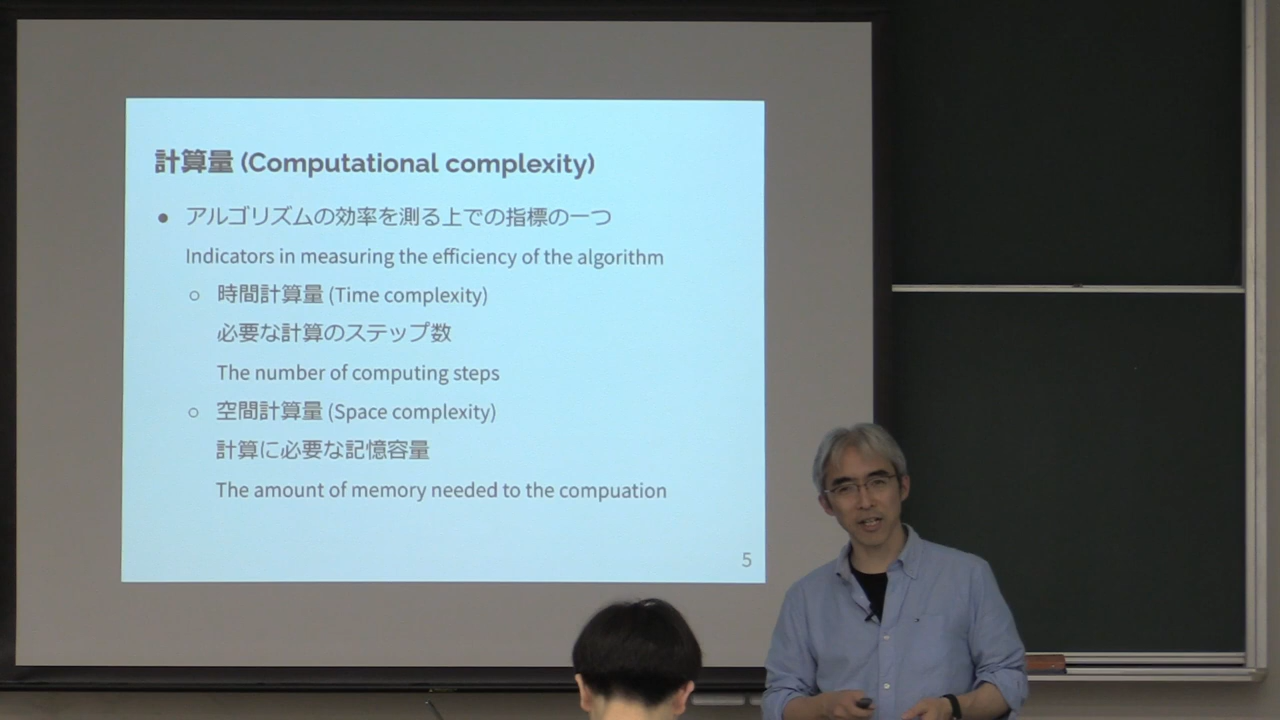 計算量 (Computational complexity)
● アルゴリズムの効率を測る上での指標の一つ
Indicators in measuring the efficiency of the algorithm
○ 時間計算量 (Time complexity)
必要な計算のステップ数
The number of computing steps
○ 空間計算量 (Space complexity)
計算に必要な記憶容量
The amount of memory needed to the compuation
5